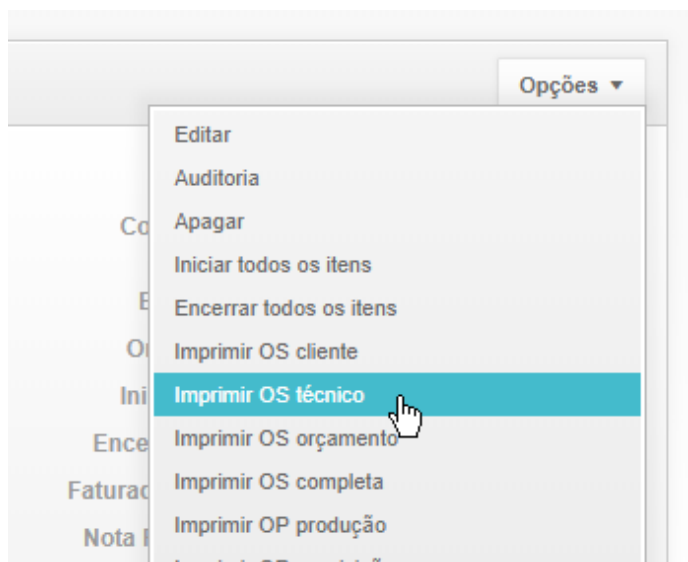 Opções
Editar
Auditoria
Apagar
Iniciar todos os itens
Encerrar todos os itens
Imprimir OS cliente
Imprimir OS técnico
Imprimir OS orçamento
Imprimir OS completa
Imprimir OP produção
Nota